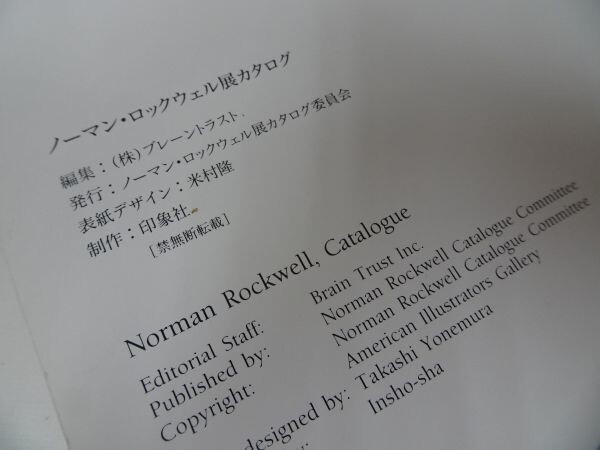 ノーマン・ロックウェル展カタログ
編集：（株）ブレーントラスト.
発行：ノーマン・ロックウェル展カタログ委員会
表紙デザイン：米村隆
制作：印象社
［禁無断転載］
Norman Rockwell, Catalogue
Editorial Staff: Brain Trust Inc.
Published by: Norman Rockwell Catalogue Committee
Copyright: Norman Rockwell Catalogue Committee
American Illustrators Gallery
designed by: Takashi Yonemura
Insho-sha